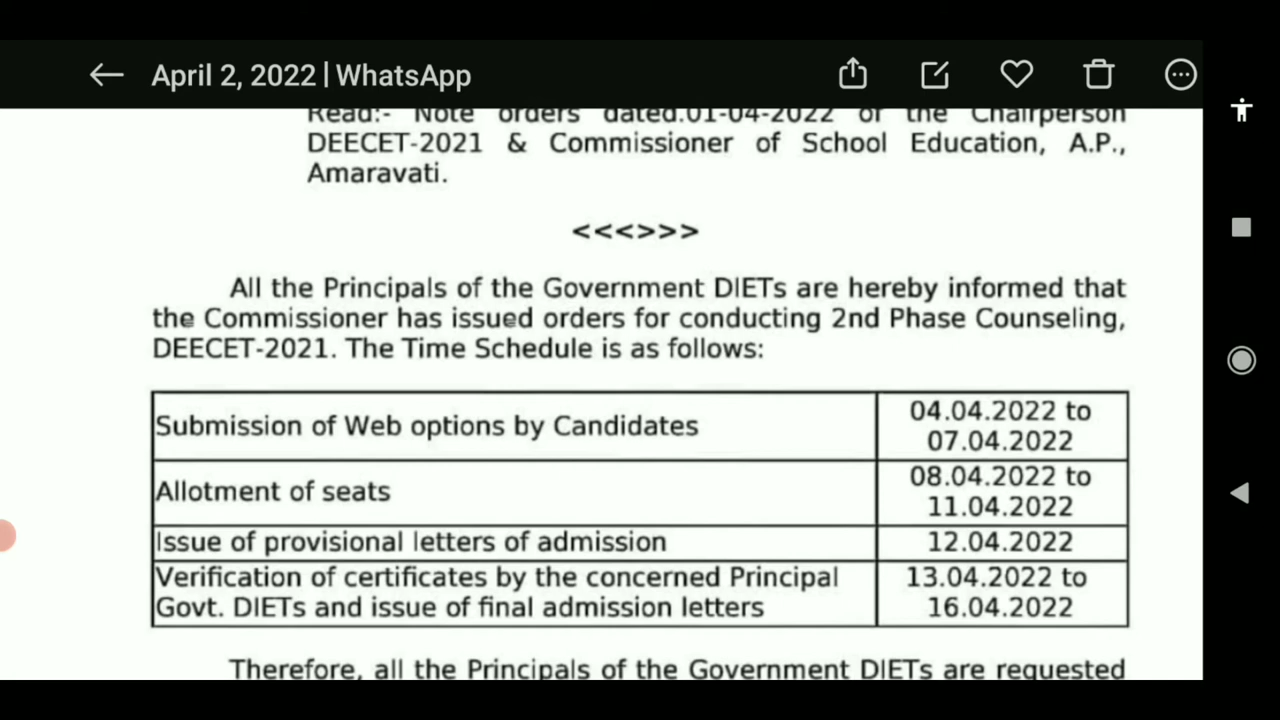 April 2, 2022 | WhatsApp
Read:- Note orders dated.01-04-2022 of the Chairperson
DEECET-2021 & Commissioner of School Education, A.P.,
Amaravati.
<<<>>>
All the Principals of the Government DIETs are hereby informed that
the Commissioner has issued orders for conducting 2nd Phase Counseling,
DEECET-2021. The Time Schedule is as follows:
Submission of Web options by Candidates
04.04.2022 to
07.04.2022
Allotment of seats
08.04.2022 to
11.04.2022
Issue of provisional letters of admission
12.04.2022
Verification of certificates by the concerned Principal
Govt. DIETs and issue of final admission letters
13.04.2022 to
16.04.2022
Therefore, all the Principals of the Government DIETs are requested